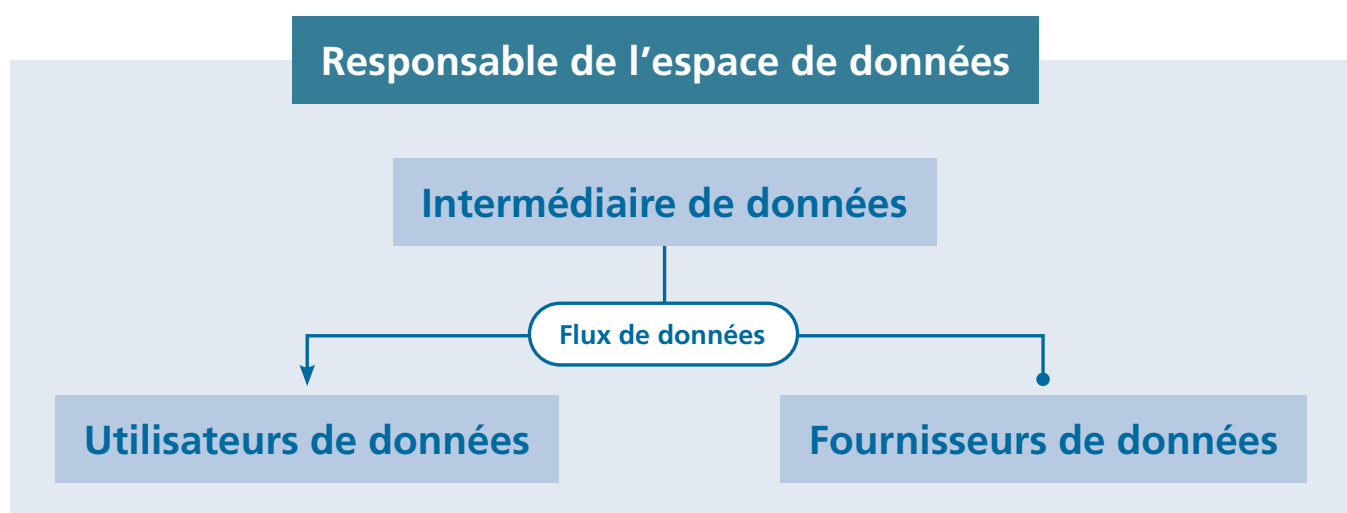 Responsable de l’espace de données
Intermédiaire de données
Flux de données
Utilisateurs de données
Fournisseurs de données